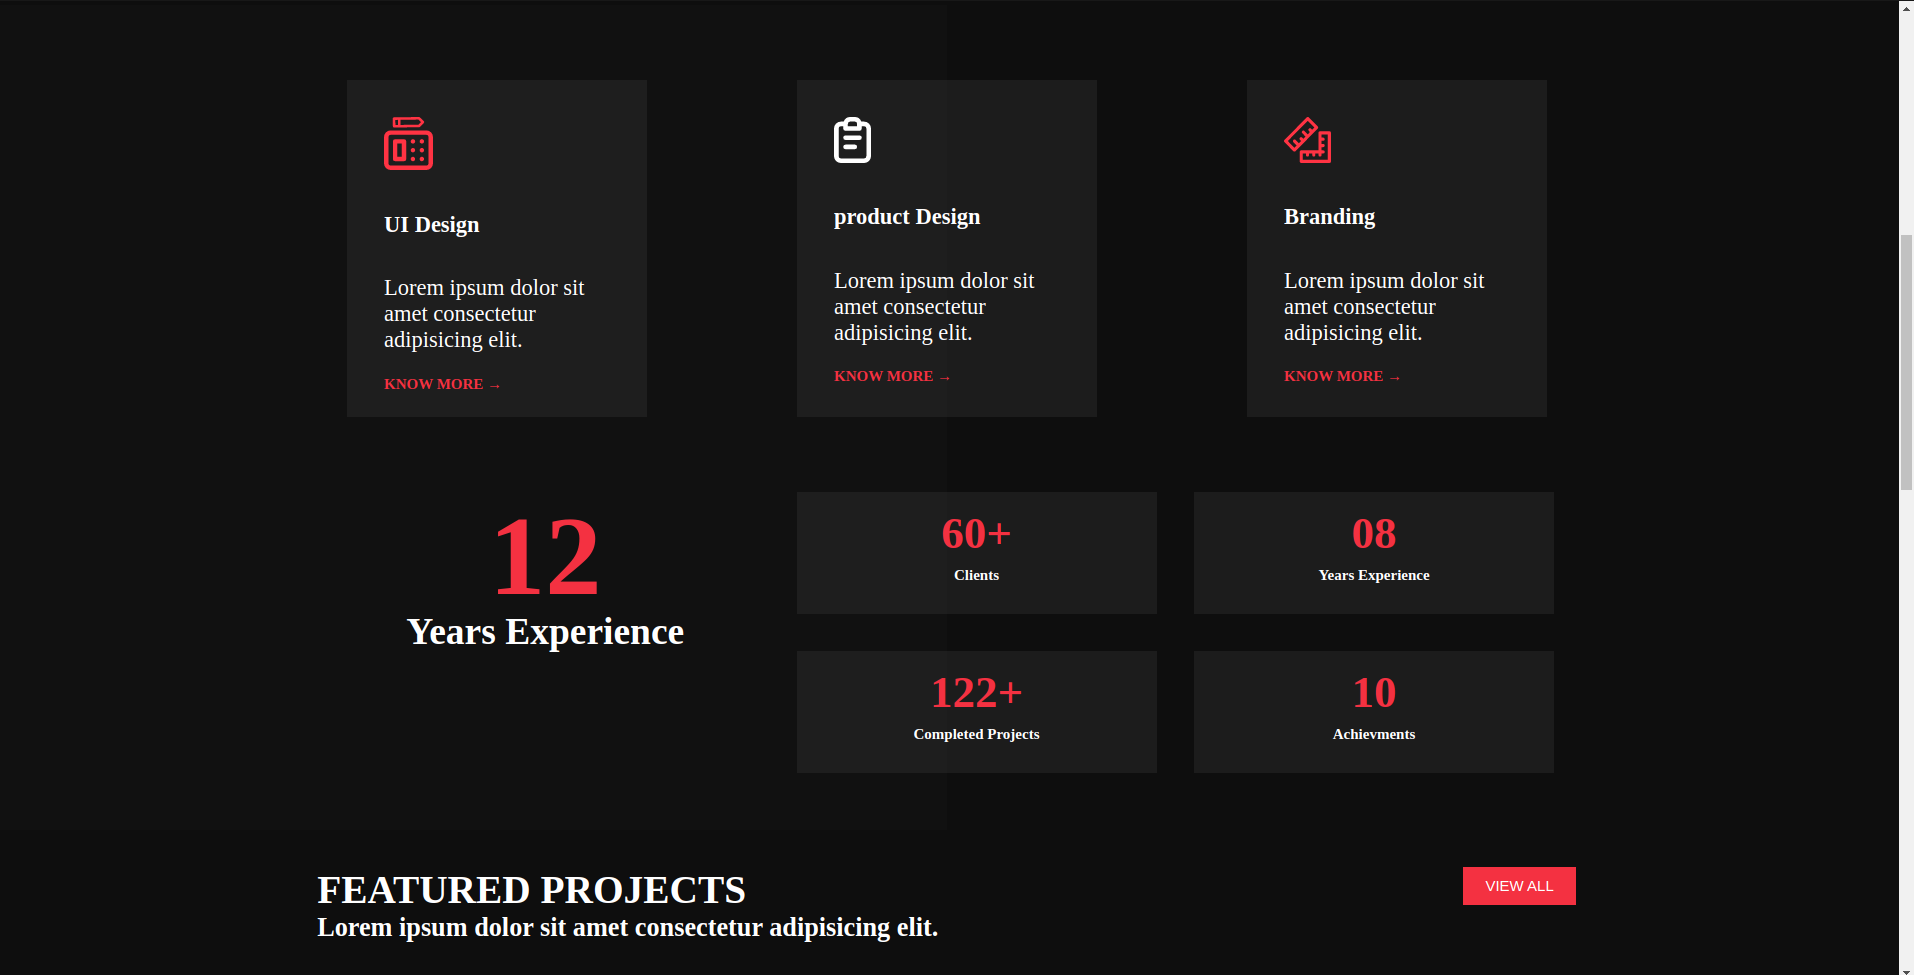 UI Design
Lorem ipsum dolor sit
amet consectetur
adipisicing elit.
KNOW MORE →
product Design
Lorem ipsum dolor sit
amet consectetur
adipisicing elit.
KNOW MORE →
Branding
Lorem ipsum dolor sit
amet consectetur
adipisicing elit.
KNOW MORE →
12
Years Experience
60+
Clients
08
Years Experience
122+
Completed Projects
10
Achievments
FEATURED PROJECTS
Lorem ipsum dolor sit amet consectetur adipisicing elit.
VIEW ALL